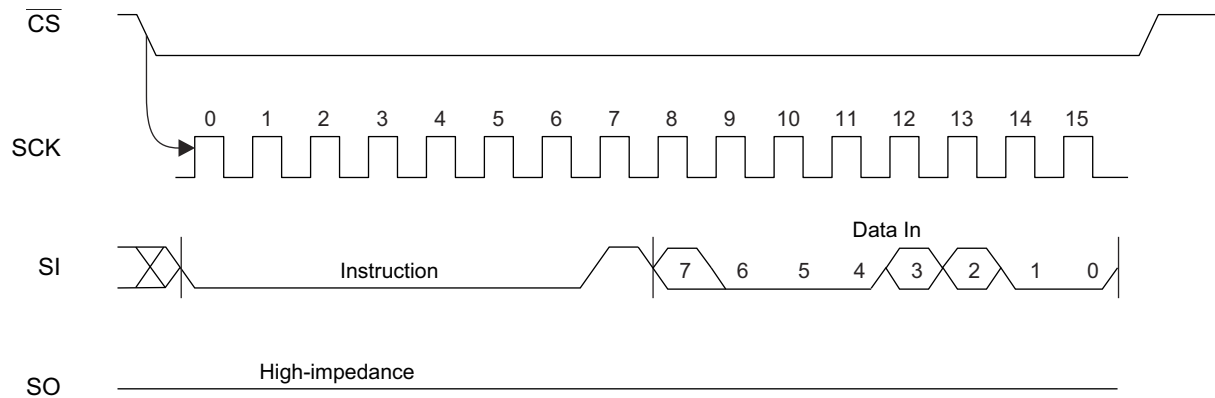 CS
0 1 2 3 4 5 6 7 8 9 10 11 12 13 14 15
SCK
Data In
SI
Instruction
7 6 5 4 3 2 1 0
High-impedance
SO